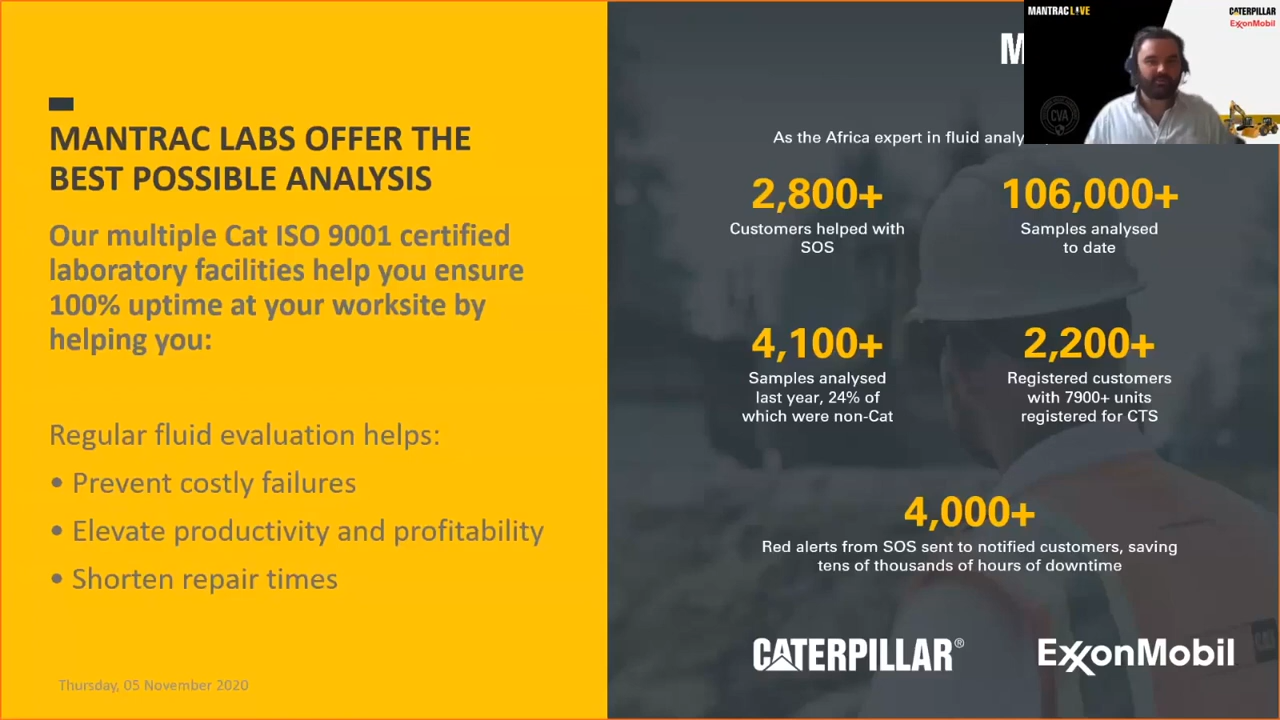 MANTRAC LABS OFFER THE
BEST POSSIBLE ANALYSIS
Our multiple Cat ISO 9001 certified
laboratory facilities help you ensure
100% uptime at your worksite by
helping you:
Regular fluid evaluation helps:
• Prevent costly failures
• Elevate productivity and profitability
• Shorten repair times
Thursday, 05 November 2020
MANTRAC LIVE
CATERPILLAR
ExxonMobil
CVA
M
As the Africa expert in fluid analy
2,800+
Customers helped with
SOS
106,000+
Samples analysed
to date
4,100+
Samples analysed
last year, 24% of
which were non-Cat
2,200+
Registered customers
with 7900+ units
registered for CTS
4,000+
Red alerts from SOS sent to notified customers, saving
tens of thousands of hours of downtime
CATERPILLAR®
ExxonMobil